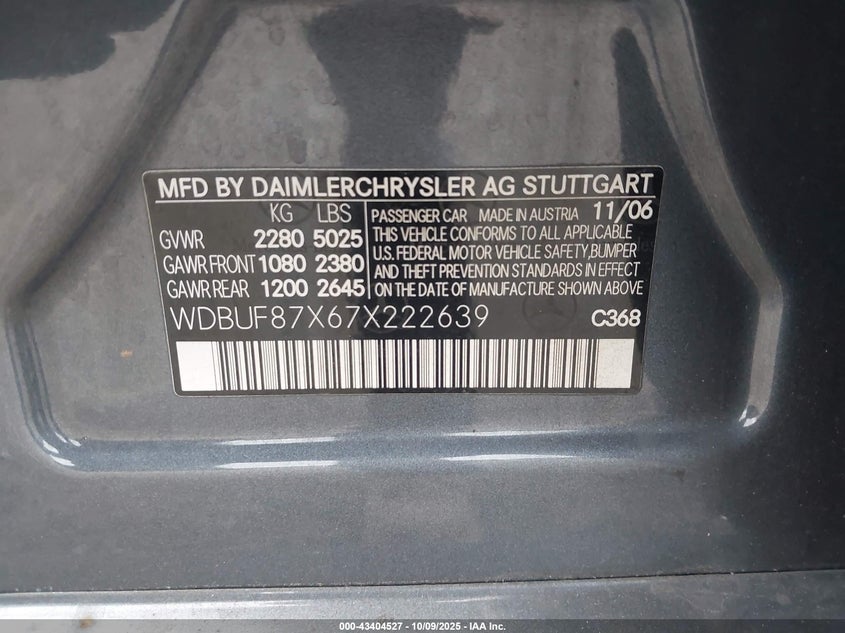 MFD BY DAIMLERCHRYSLER AG STUTTGART
KG LBS
GVWR 2280 5025
GAWR FRONT 1080 2380
GAWR REAR 1200 2645
PASSENGER CAR MADE IN AUSTRIA 11/06
THIS VEHICLE CONFORMS TO ALL APPLICABLE
U.S. FEDERAL MOTOR VEHICLE SAFETY, BUMPER
AND THEFT PREVENTION STANDARDS IN EFFECT
ON THE DATE OF MANUFACTURE SHOWN ABOVE
WDBUF87X67X222639 C368
000-43404527 - 10/09/2025 - IAA Inc.